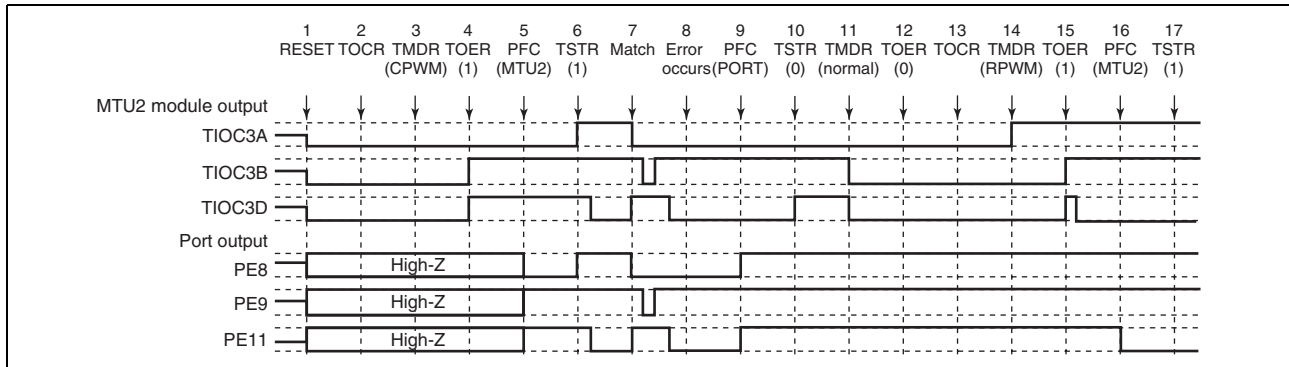 1 2 3 4 5 6 7 8 9 10 11 12 13 14 15 16 17
RESET TOCR TMDR TOER PFC TSTR Match Error PFC TSTR TMDR TOER TOCR TMDR TOER PFC TSTR
(CPWM) (1) (MTU2) (1) occurs (PORT) (0) (normal) (0) (RPWM) (1) (MTU2) (1)
MTU2 module output
TIOC3A
TIOC3B
TIOC3D
Port output
PE8 High-Z
PE9 High-Z
PE11 High-Z